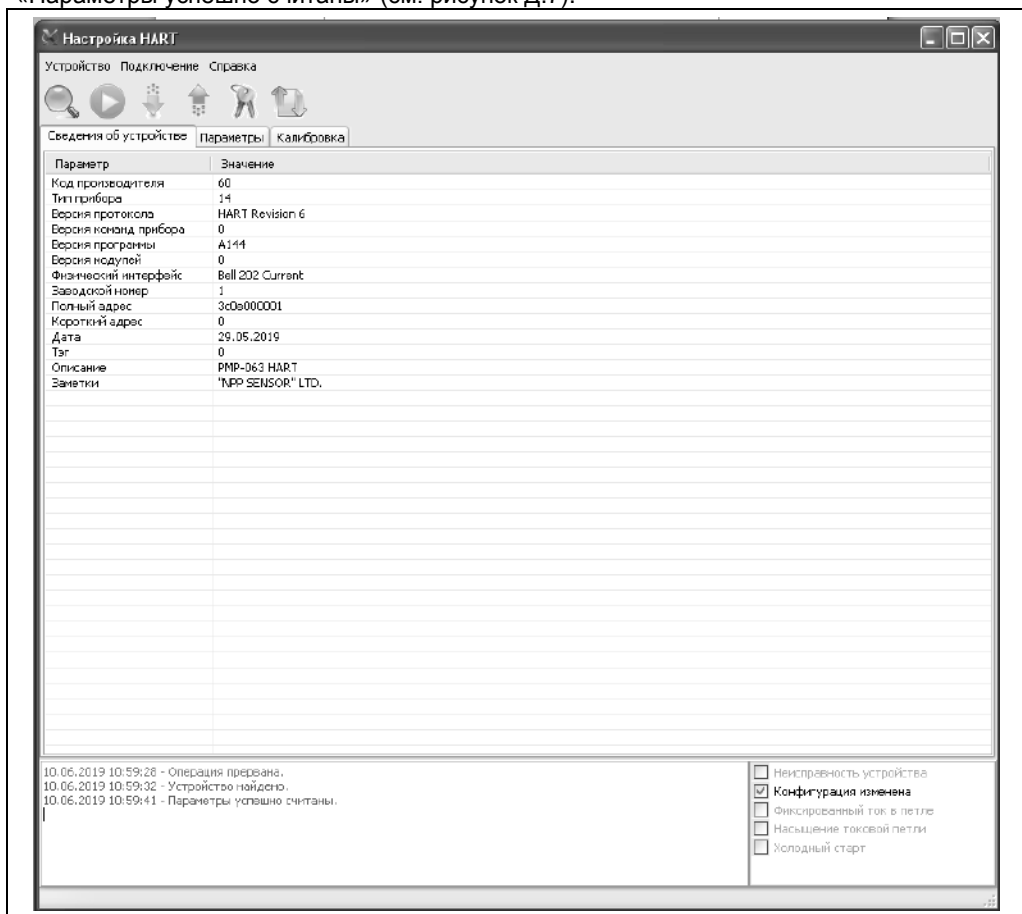 «Параметры успешно считаны» (см. рисунок Д.7).
Настройка HART
Устройство Подключение Справка
Сведения об устройстве Параметры Калибровка
Параметр Значение
Код производителя 60
Тип прибора 14
Версия протокола HART Revision 6
Версия команд прибора 0
Версия программы A144
Версия модулей 0
Физический интерфейс Bell 202 Current
Заводской номер 1
Полный адрес 3c0e000001
Короткий адрес 0
Дата 29.05.2019
Тэг 0
Описание PMP-063 HART
Заметки "NPP SENSOR" LTD.
10.06.2019 10:59:28 - Операция прервана.
10.06.2019 10:59:32 - Устройство найдено.
10.06.2019 10:59:41 - Параметры успешно считаны.
Неисправность устройства
Конфигурация изменена
Фиксированный ток в петле
Насыщение токовой петли
Холодный старт